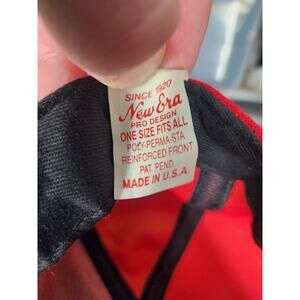 SINCE 1920
New Era
PRO DESIGN
ONE SIZE FITS ALL
POLY-PERMA-STA
REINFORCED FRONT
PAT. PEND.
MADE IN U.S.A.